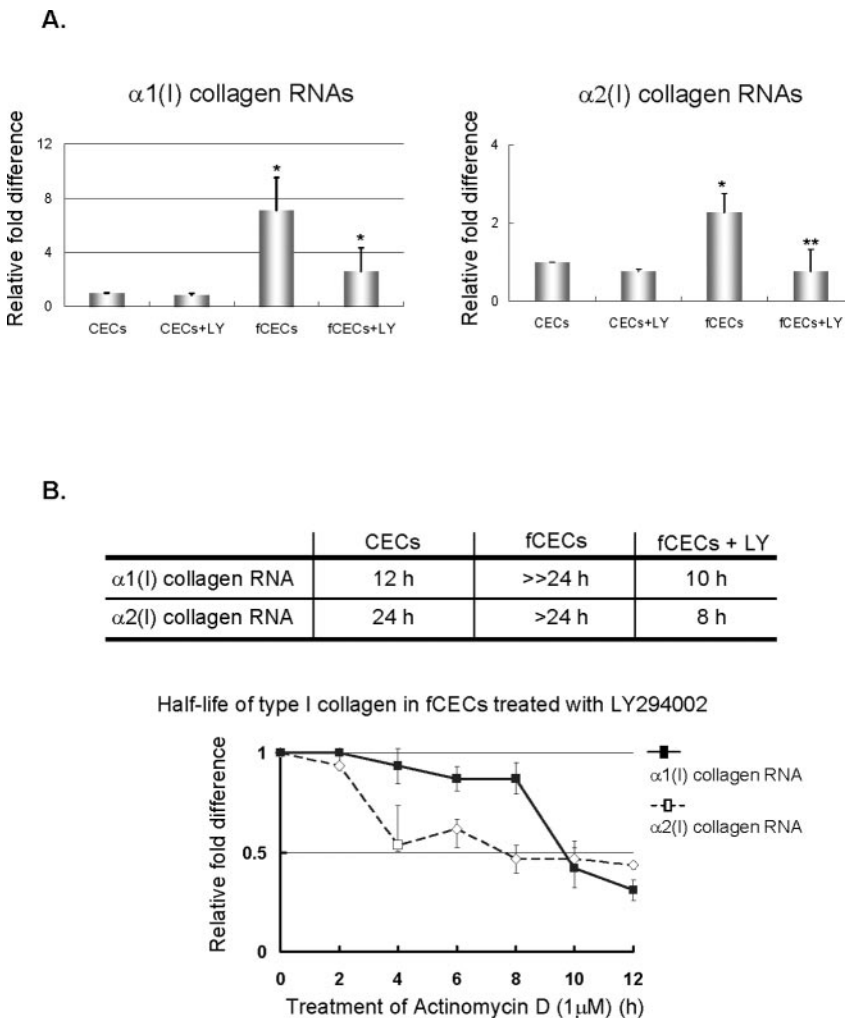 A.
α1(I) collagen RNAs
Relative fold difference
12
8
4
0
*
*
CECs
CECs+LY
fCECs
fCECs+LY
α2(I) collagen RNAs
Relative fold difference
4
2
0
*
**
CECs
CECs+LY
fCECs
fCECs+LY
B.
CECs fCECs fCECs + LY
α1(I) collagen RNA 12 h >>24 h 10 h
α2(I) collagen RNA 24 h >24 h 8 h
Half-life of type I collagen in fCECs treated with LY294002
Relative fold difference
1
0.5
0
0 2 4 6 8 10 12
Treatment of Actinomycin D (1μM) (h)
α1(I) collagen RNA
α2(I) collagen RNA